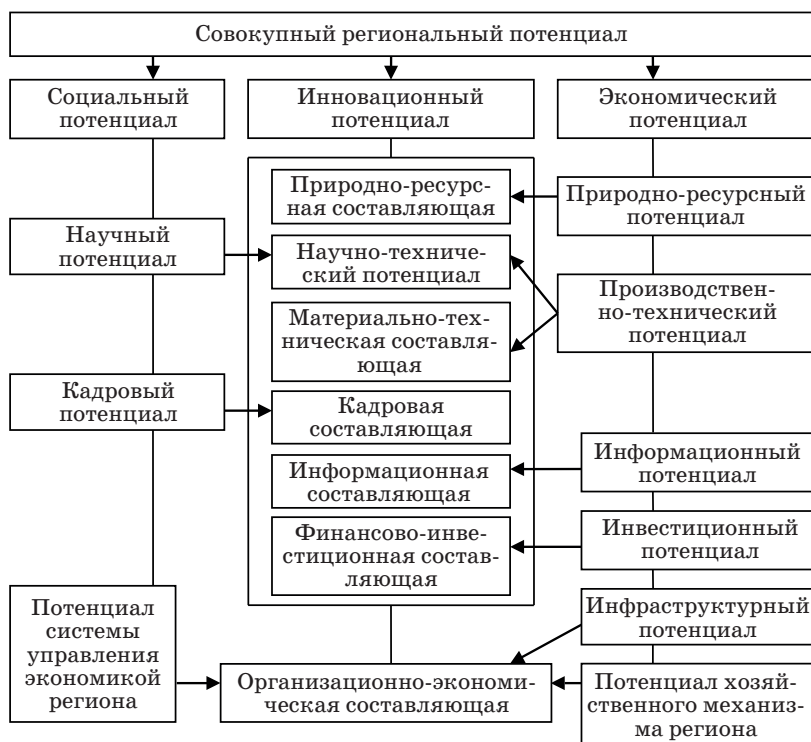 Совокупный региональный потенциал
Социальный
потенциал
Инновационный
потенциал
Экономический
потенциал
Природно-ресурс-
ная составляющая
Природно-ресурсный
потенциал
Научный
потенциал
Научно-техниче-
ский потенциал
Производствен-
но-технический
потенциал
Материально-тех-
ническая составля-
ющая
Кадровый
потенциал
Кадровая
составляющая
Информационная
составляющая
Информационный
потенциал
Финансово-инве-
стиционная состав-
ляющая
Инвестиционный
потенциал
Потенциал
системы
управления
экономикой
региона
Инфраструктурный
потенциал
Организационно-экономи-
ческая составляющая
Потенциал хозяй-
ственного механиз-
ма региона